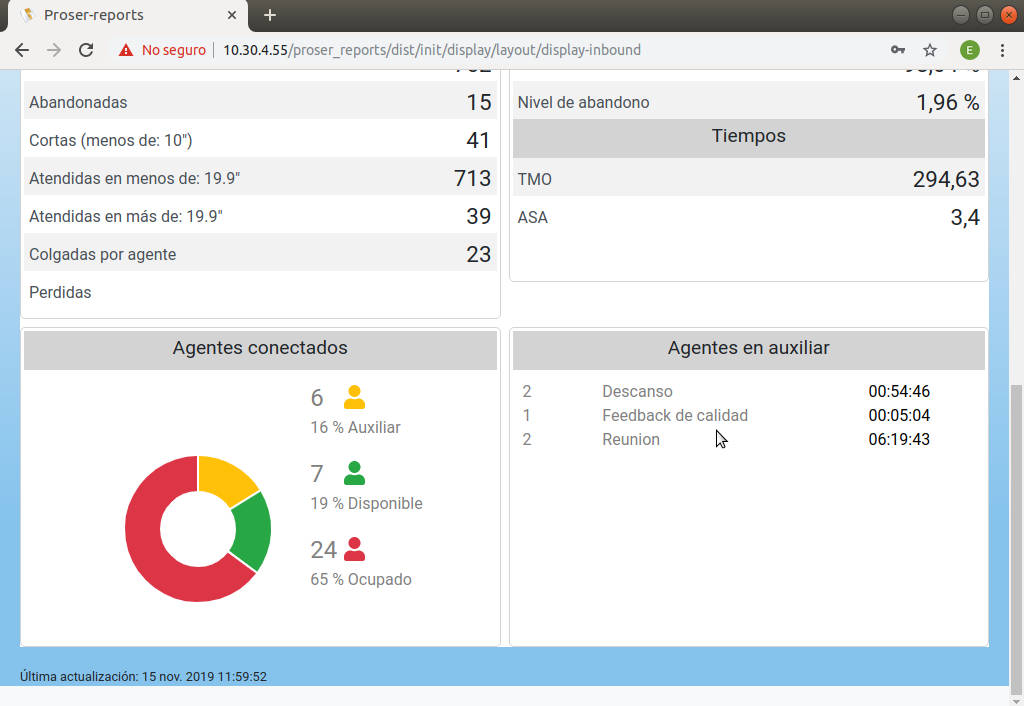 Proser-reports
No seguro
10.30.4.55/proser_reports/dist/init/display/layout/display-inbound
E
Abandonadas 15
Cortas (menos de: 10") 41
Atendidas en menos de: 19.9" 713
Atendidas en más de: 19.9" 39
Colgadas por agente 23
Perdidas
Nivel de abandono 1,96 %
Tiempos
TMO 294,63
ASA 3,4
Agentes conectados
6
16 % Auxiliar
7
19 % Disponible
24
65 % Ocupado
Agentes en auxiliar
2 Descanso 00:54:46
1 Feedback de calidad 00:05:04
2 Reunion 06:19:43
Última actualización: 15 nov. 2019 11:59:52